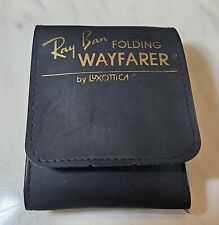 Ray Ban FOLDING
WAYFARER®
by LUXOTTICA